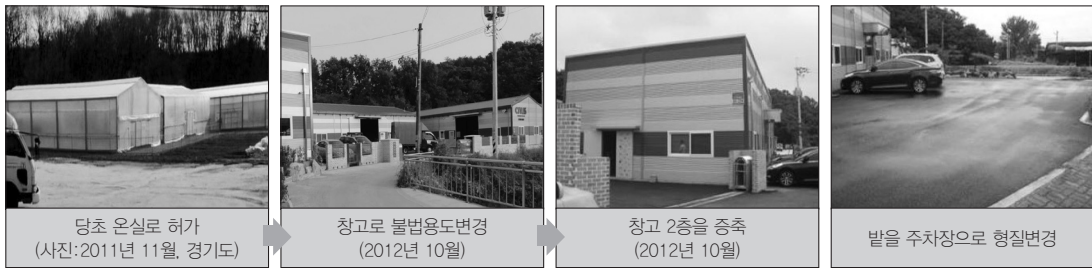 당초 온실로 허가
(사진:2011년 11월, 경기도)
창고로 불법용도변경
(2012년 10월)
창고 2층을 증축
(2012년 10월)
밭을 주차장으로 형질변경